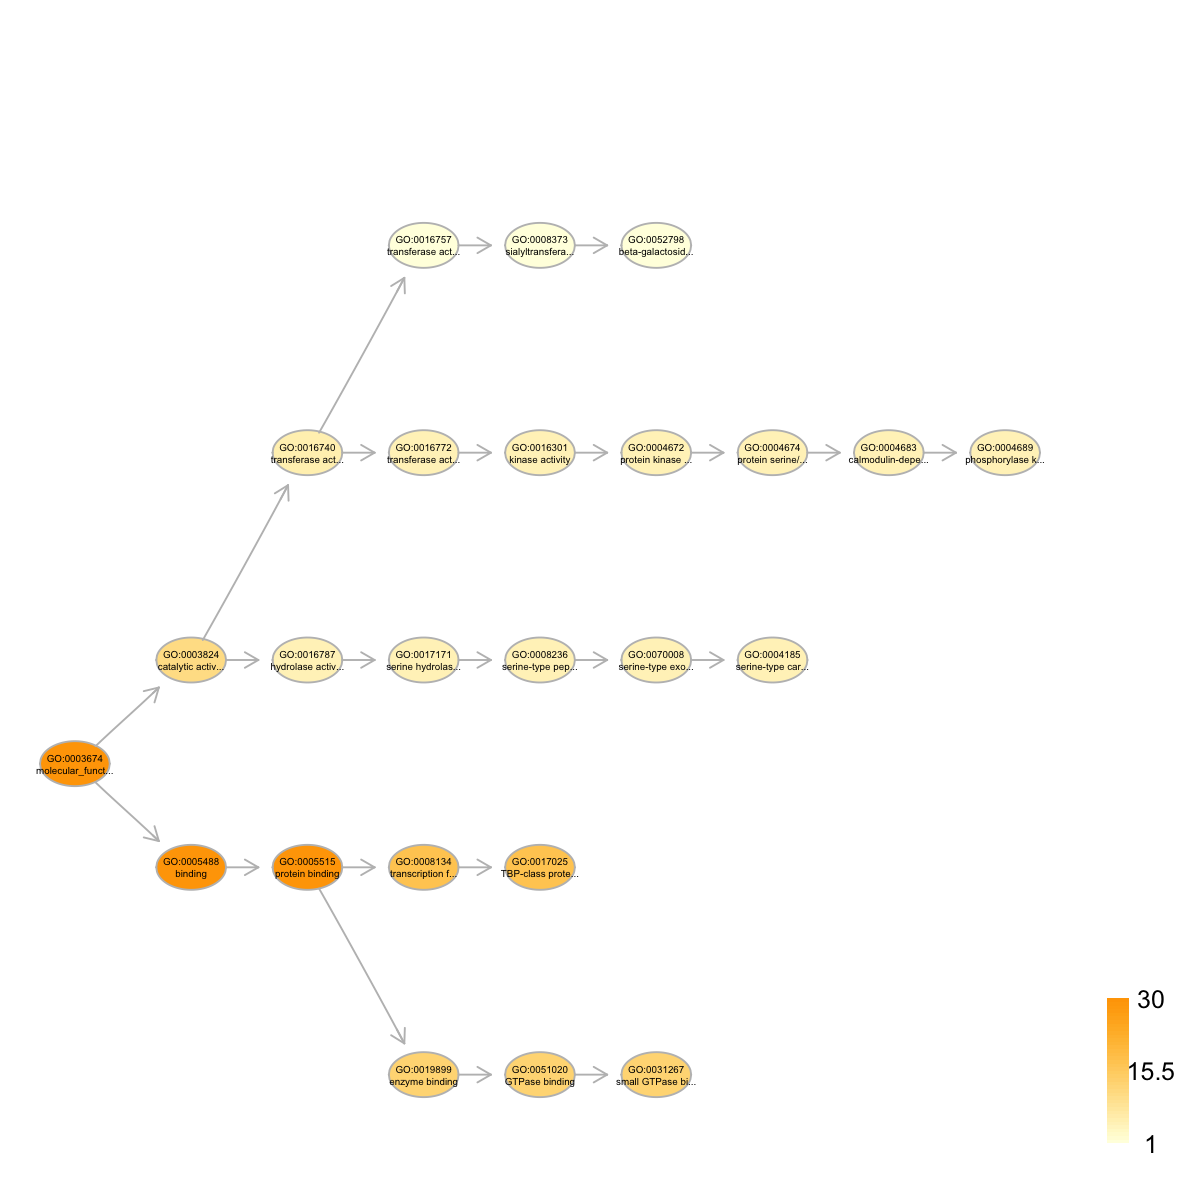 GO:0016757
transferase act...
GO:0008373
sialyltransfera...
GO:0052798
beta-galactosid...
GO:0016740
transferase act...
GO:0016772
transferase act...
GO:0016301
kinase activity
GO:0004672
protein kinase ...
GO:0004674
protein serine/...
GO:0004683
calmodulin-depe...
GO:0004689
phosphorylase k...
GO:0003824
catalytic activ...
GO:0016787
hydrolase activ...
GO:0017171
serine hydrolas...
GO:0008236
serine-type pep...
GO:0070008
serine-type exo...
GO:0004185
serine-type car...
GO:0003674
molecular_funct...
GO:0005488
binding
GO:0005515
protein binding
GO:0008134
transcription f...
GO:0017025
TBP-class prote...
GO:0019899
enzyme binding
GO:0051020
GTPase binding
GO:0031267
small GTPase bi...
30
15.5
1